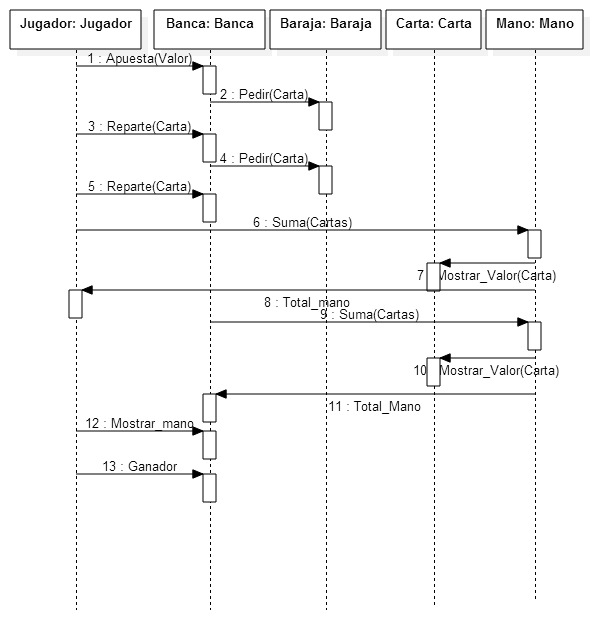 Jugador: Jugador
Banca: Banca
Baraja: Baraja
Carta: Carta
Mano: Mano
1 : Apuesta(Valor)
2 : Pedir(Carta)
3 : Reparte(Carta)
4 : Pedir(Carta)
5 : Reparte(Carta)
6 : Suma(Cartas)
7 : Mostrar_Valor(Carta)
8 : Total_mano
9 : Suma(Cartas)
10 : Mostrar_Valor(Carta)
11 : Total_Mano
12 : Mostrar_mano
13 : Ganador